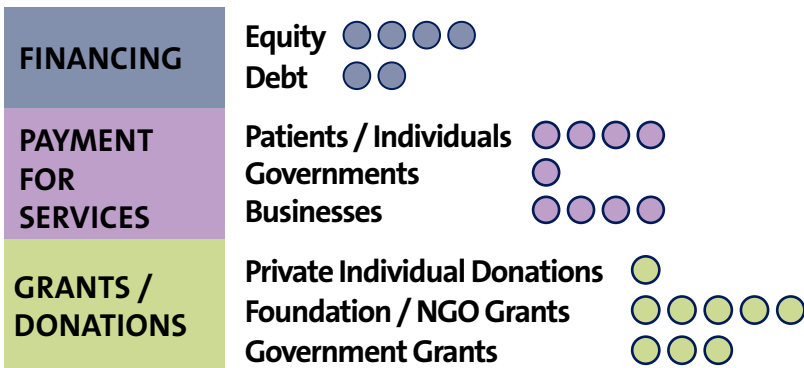 FINANCING
Equity
Debt
PAYMENT
FOR
SERVICES
Patients / Individuals
Governments
Businesses
GRANTS /
DONATIONS
Private Individual Donations
Foundation / NGO Grants
Government Grants